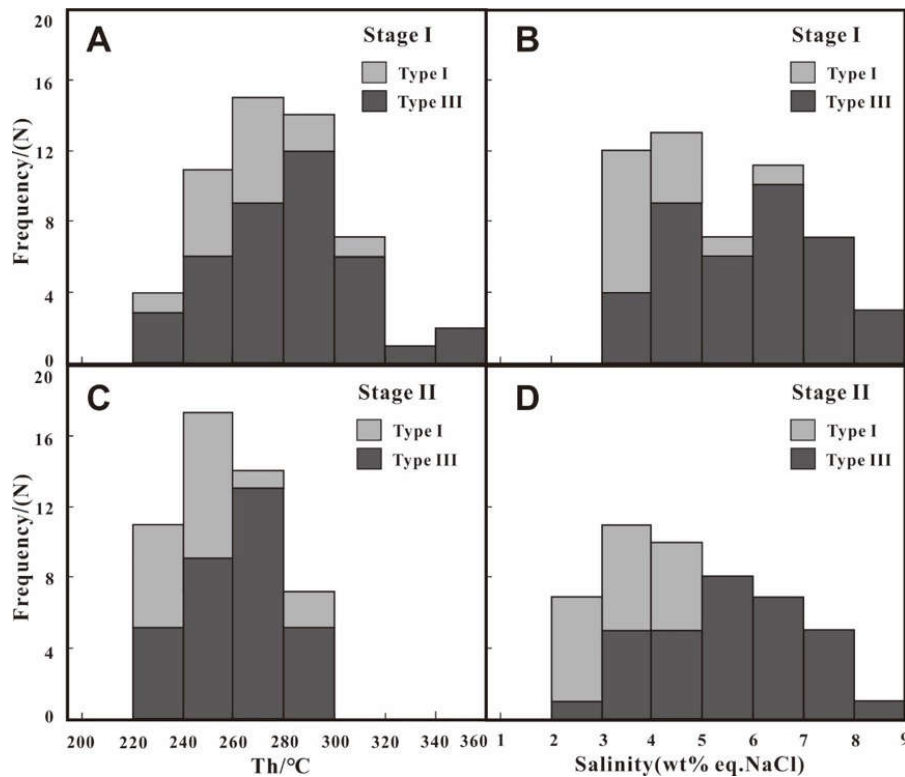 20
A
Stage I
Type I
Type III
16
12
8
4
0
Frequency/(N)
B
Stage I
Type I
Type III
20
C
Stage II
Type I
Type III
16
12
8
4
0
Frequency/(N)
D
Stage II
Type I
Type III
200 220 240 260 280 300 320 340 360
Th/°C
1 2 3 4 5 6 7 8 9
Salinity(wt% eq.NaCl)